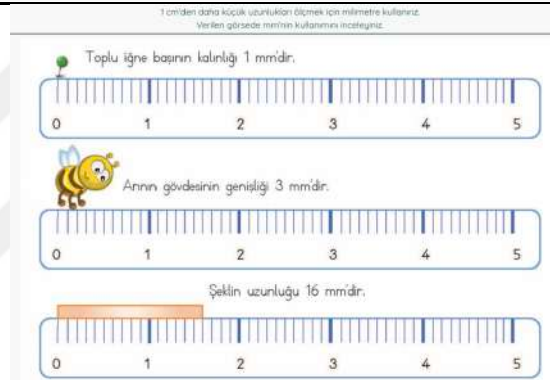 1 cm'den daha küçük uzunlukları ölçmek için milimetre kullanırız.
Verilen görselde mm'nin kullanımını inceleyiniz.
Toplu iğne başının kalınlığı 1 mm'dir.
0 1 2 3 4 5
Arının gövdesinin genişliği 3 mm'dir.
0 1 2 3 4 5
Şeklin uzunluğu 16 mm'dir.
0 1 2 3 4 5